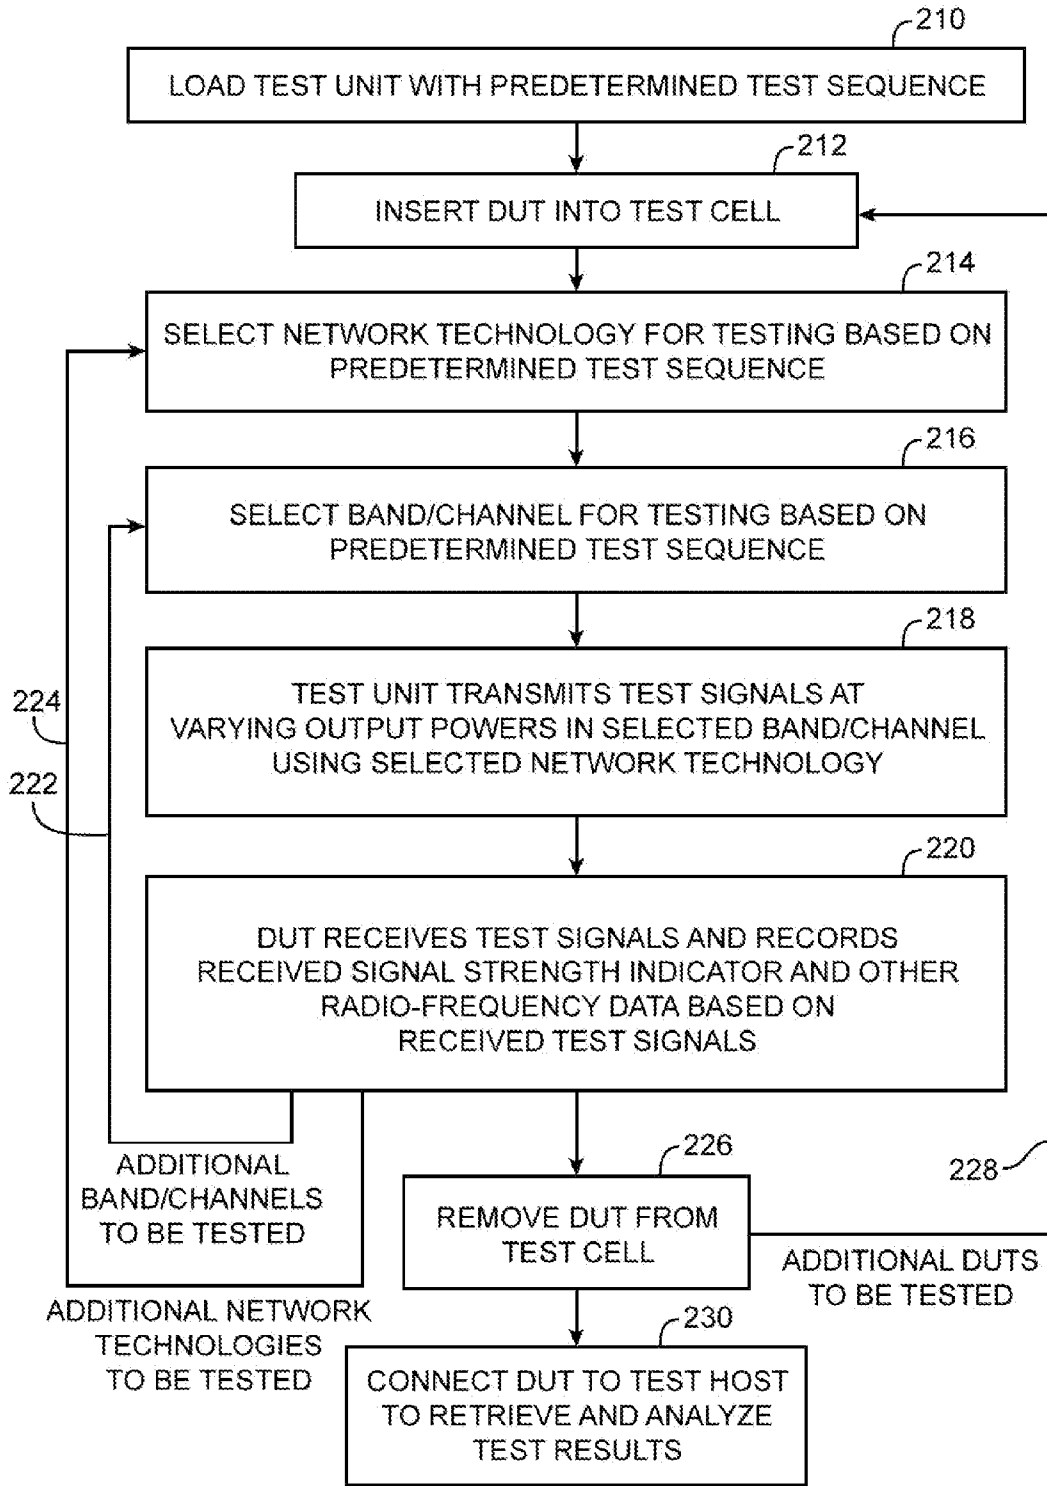 210
LOAD TEST UNIT WITH PREDETERMINED TEST SEQUENCE
212
INSERT DUT INTO TEST CELL
214
SELECT NETWORK TECHNOLOGY FOR TESTING BASED ON
PREDETERMINED TEST SEQUENCE
216
SELECT BAND/CHANNEL FOR TESTING BASED ON
PREDETERMINED TEST SEQUENCE
218
TEST UNIT TRANSMITS TEST SIGNALS AT
VARYING OUTPUT POWERS IN SELECTED BAND/CHANNEL
USING SELECTED NETWORK TECHNOLOGY
224
222
220
DUT RECEIVES TEST SIGNALS AND RECORDS
RECEIVED SIGNAL STRENGTH INDICATOR AND OTHER
RADIO-FREQUENCY DATA BASED ON
RECEIVED TEST SIGNALS
ADDITIONAL
BAND/CHANNELS
TO BE TESTED
226
REMOVE DUT FROM
TEST CELL
228
ADDITIONAL DUTS
TO BE TESTED
ADDITIONAL NETWORK
TECHNOLOGIES
TO BE TESTED
230
CONNECT DUT TO TEST HOST
TO RETRIEVE AND ANALYZE
TEST RESULTS